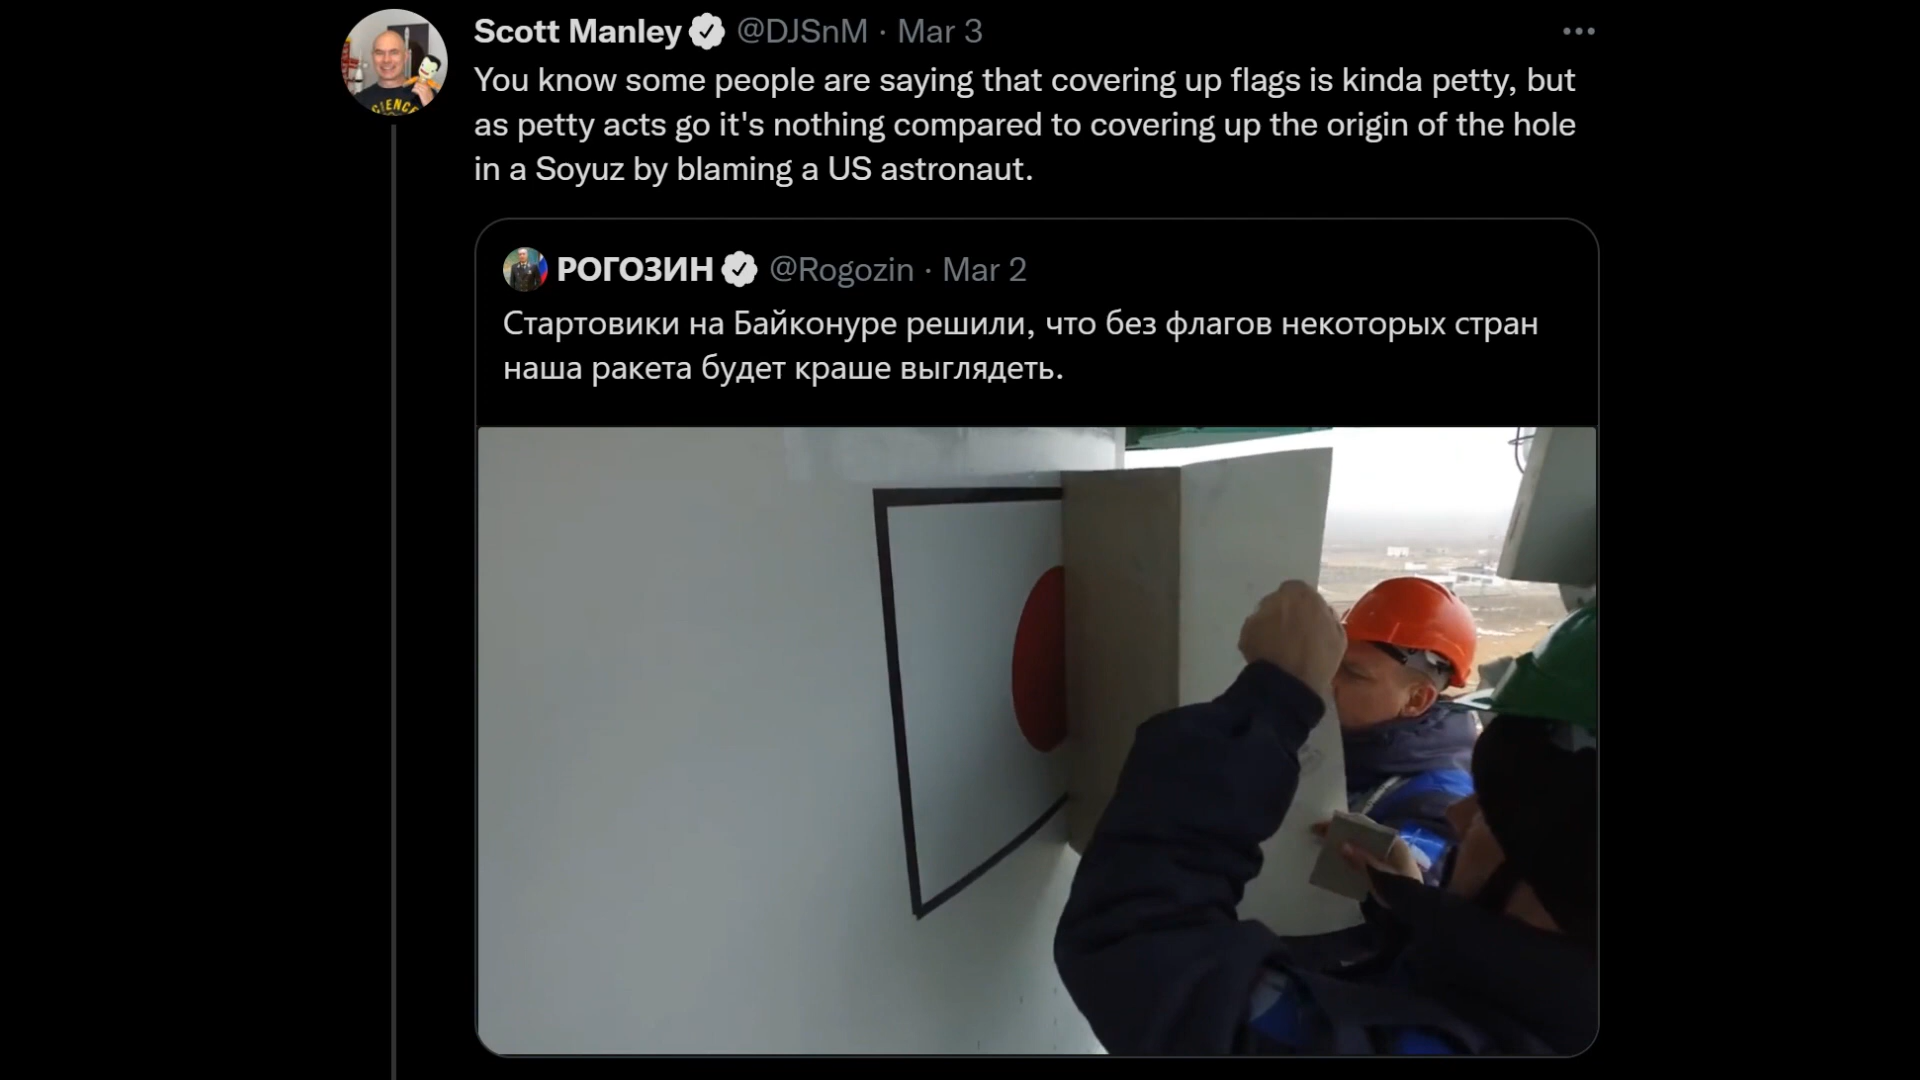 Scott Manley @DJSnM · Mar 3
You know some people are saying that covering up flags is kinda petty, but
as petty acts go it's nothing compared to covering up the origin of the hole
in a Soyuz by blaming a US astronaut.
РОГОЗИН @Rogozin · Mar 2
Стартовики на Байконуре решили, что без флагов некоторых стран
наша ракета будет краше выглядеть.
SCIENCE